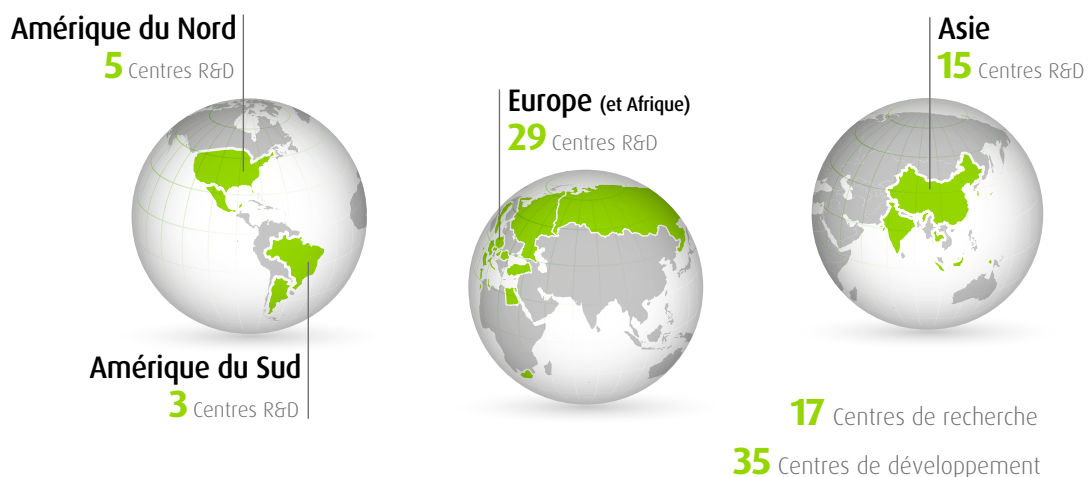 Amérique du Nord
5 Centres R&D
Amérique du Sud
3 Centres R&D
Europe (et Afrique)
29 Centres R&D
Asie
15 Centres R&D
17 Centres de recherche
35 Centres de développement